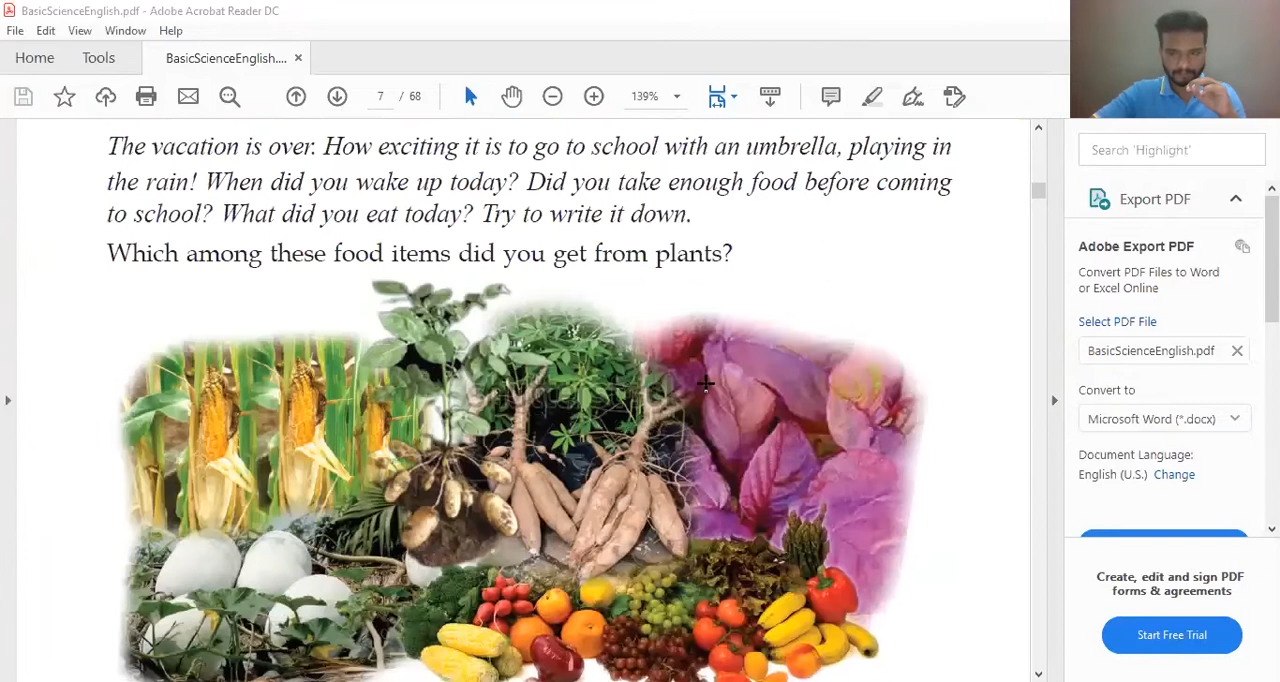 BasicScienceEnglish.pdf - Adobe Acrobat Reader DC
File Edit View Window Help
Home Tools BasicScienceEnglish.... ×
7 / 68 139%
The vacation is over. How exciting it is to go to school with an umbrella, playing in
the rain! When did you wake up today? Did you take enough food before coming
to school? What did you eat today? Try to write it down.
Which among these food items did you get from plants?
Search 'Highlight'
Export PDF
Adobe Export PDF
Convert PDF Files to Word
or Excel Online
Select PDF File
BasicScienceEnglish.pdf
Convert to
Microsoft Word (*.docx)
Document Language:
English (U.S.) Change
Create, edit and sign PDF
forms & agreements
Start Free Trial